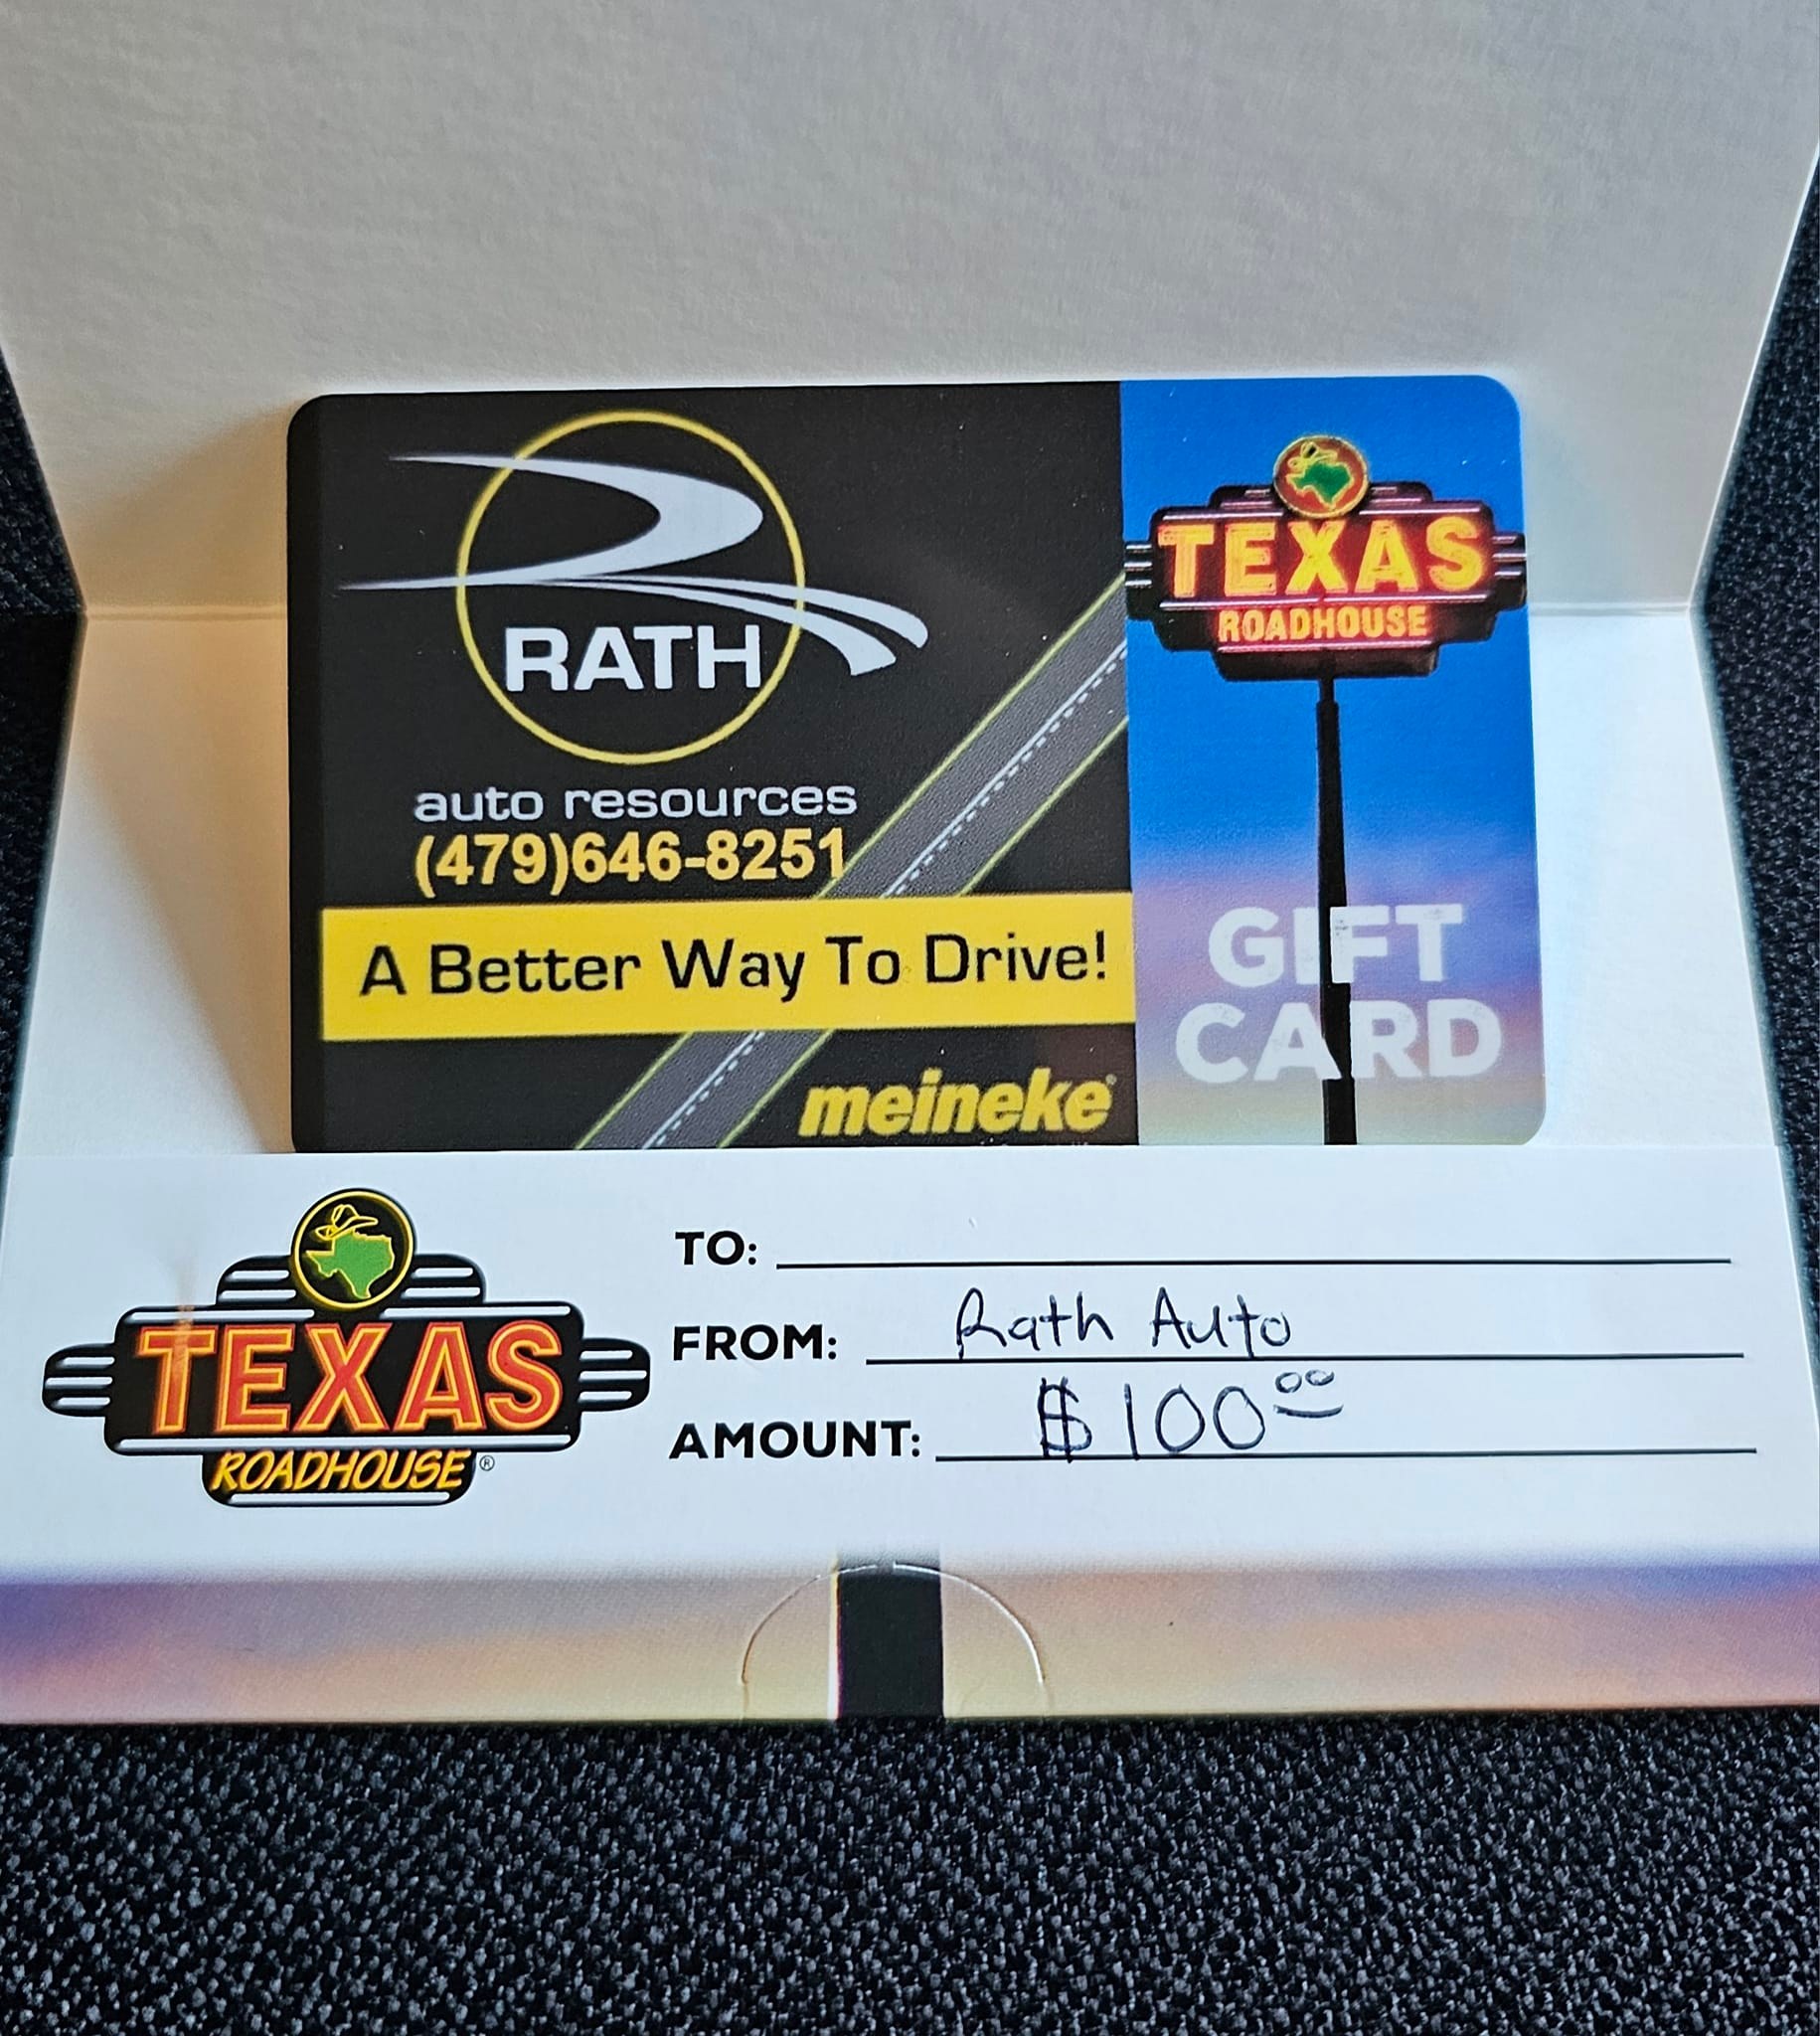 RATH
auto resources
(479)646-8251
A Better Way To Drive!
meineke
TEXAS
ROADHOUSE
GIFT
CARD
TEXAS
ROADHOUSE®
TO:
FROM: Rath Auto
AMOUNT: $100.00